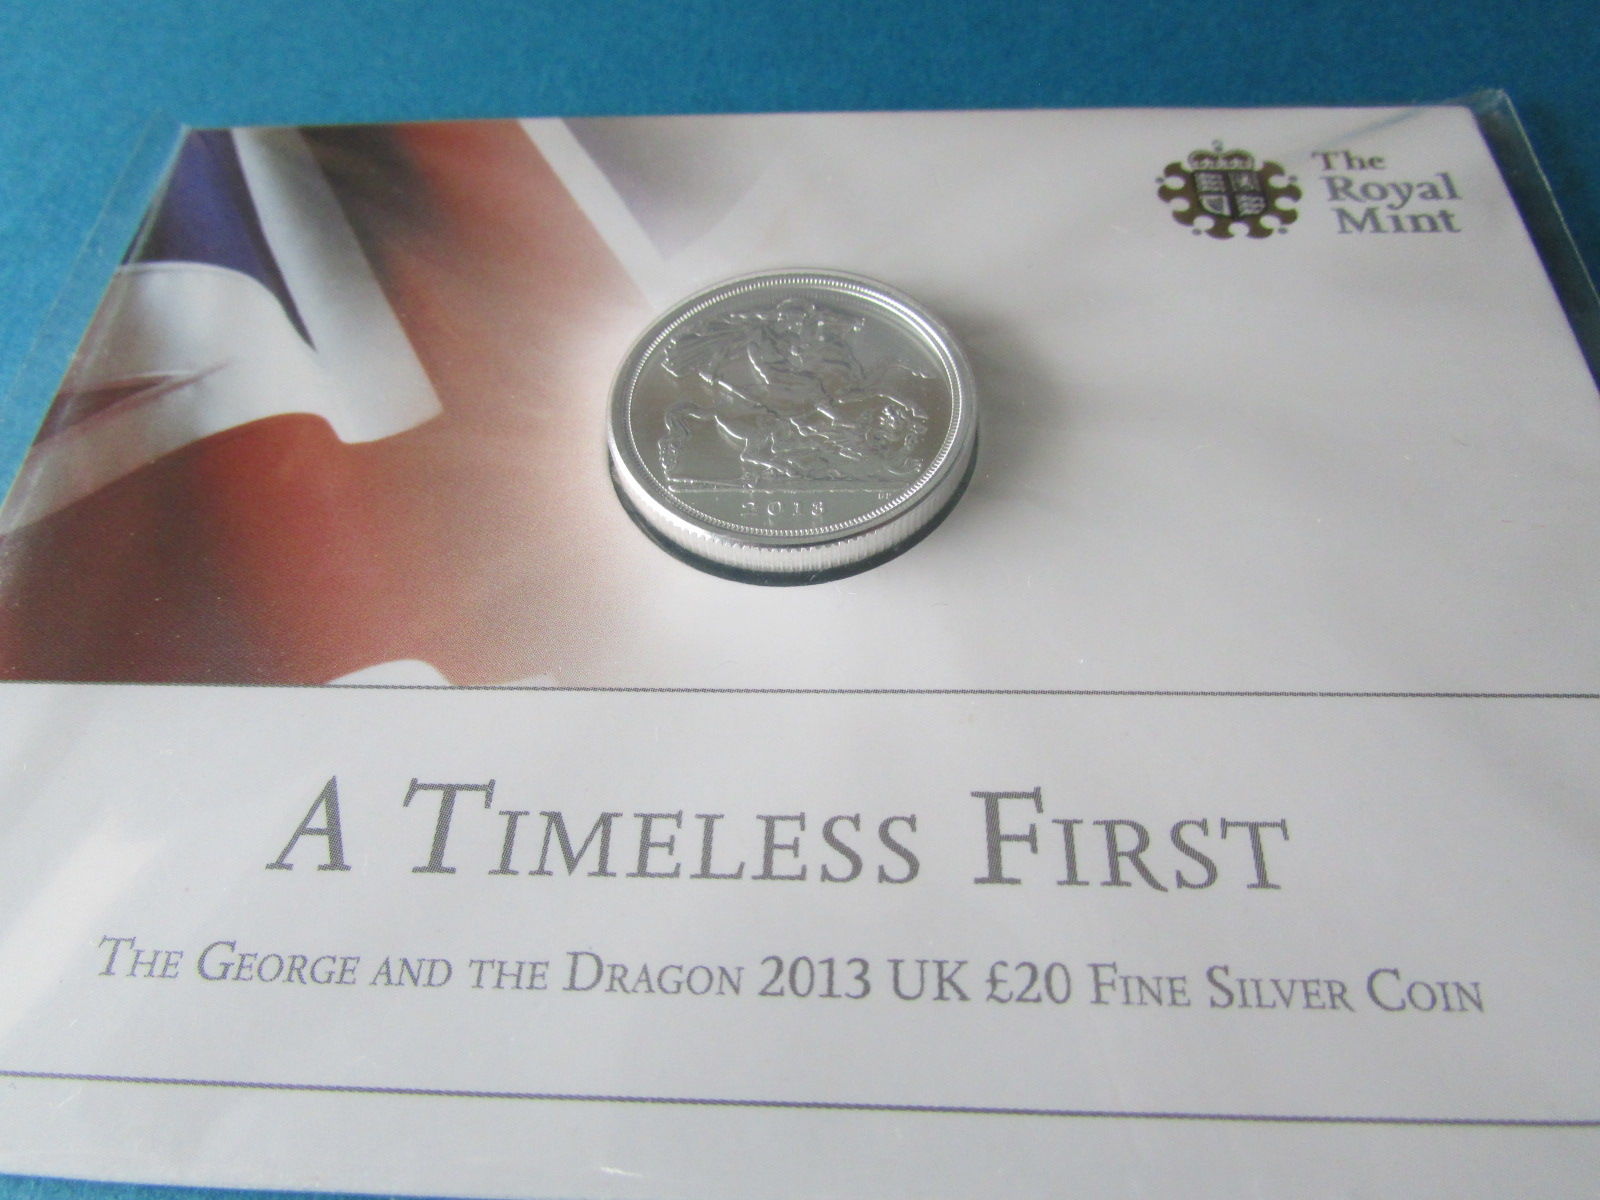 The
Royal
Mint
2013
A TIMELESS FIRST
THE GEORGE AND THE DRAGON 2013 UK £20 FINE SILVER COIN